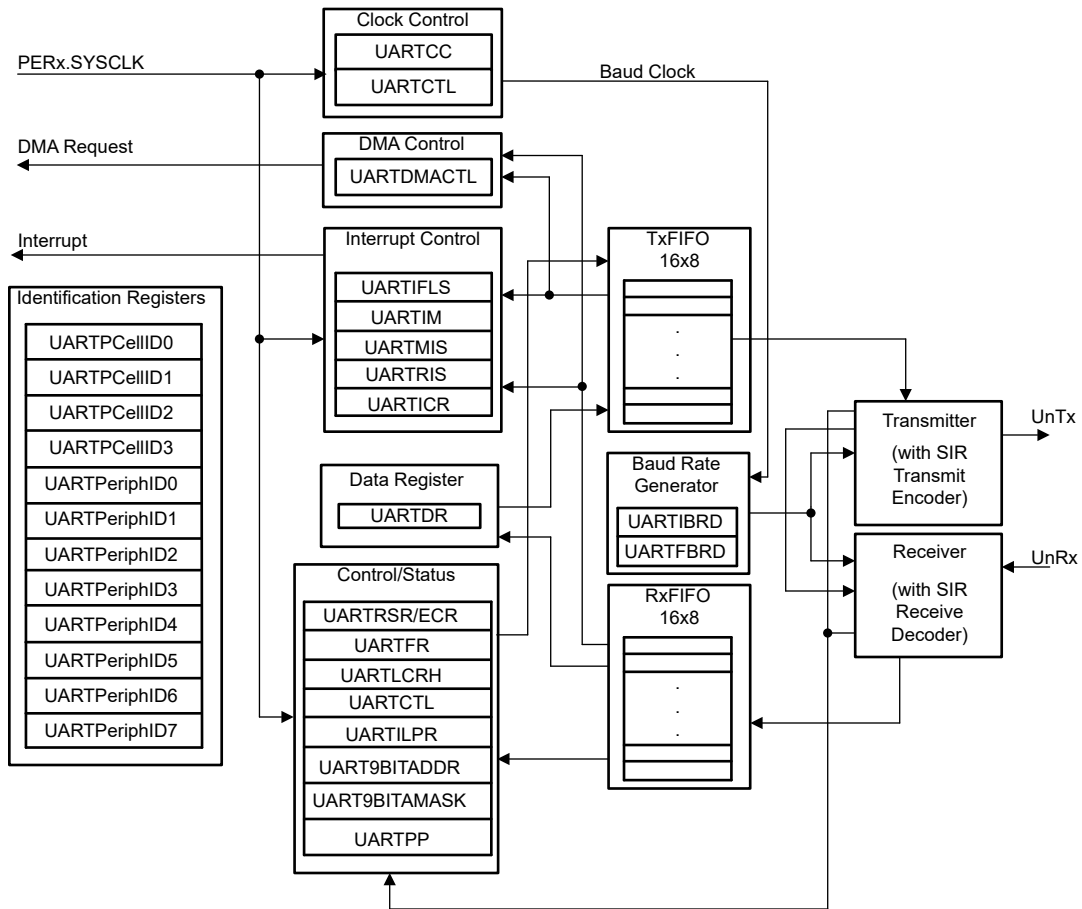 Clock Control
UARTCC
UARTCTL
PERx.SYSCLK
Baud Clock
DMA Control
UARTDMACTL
DMA Request
Interrupt Control
UARTIFLS
UARTIM
UARTMIS
UARTRIS
UARTICR
Interrupt
TxFIFO
16x8
.
.
.
Identification Registers
UARTPCellID0
UARTPCellID1
UARTPCellID2
UARTPCellID3
UARTPeriphID0
UARTPeriphID1
UARTPeriphID2
UARTPeriphID3
UARTPeriphID4
UARTPeriphID5
UARTPeriphID6
UARTPeriphID7
Data Register
UARTDR
Baud Rate
Generator
UARTIBRD
UARTFBRD
Transmitter
(with SIR
Transmit
Encoder)
UnTx
Receiver
(with SIR
Receive
Decoder)
UnRx
Control/Status
UARTRSR/ECR
UARTFR
UARTLCRH
UARTCTL
UARTILPR
UART9BITADDR
UART9BITAMASK
UARTPP
RxFIFO
16x8
.
.
.